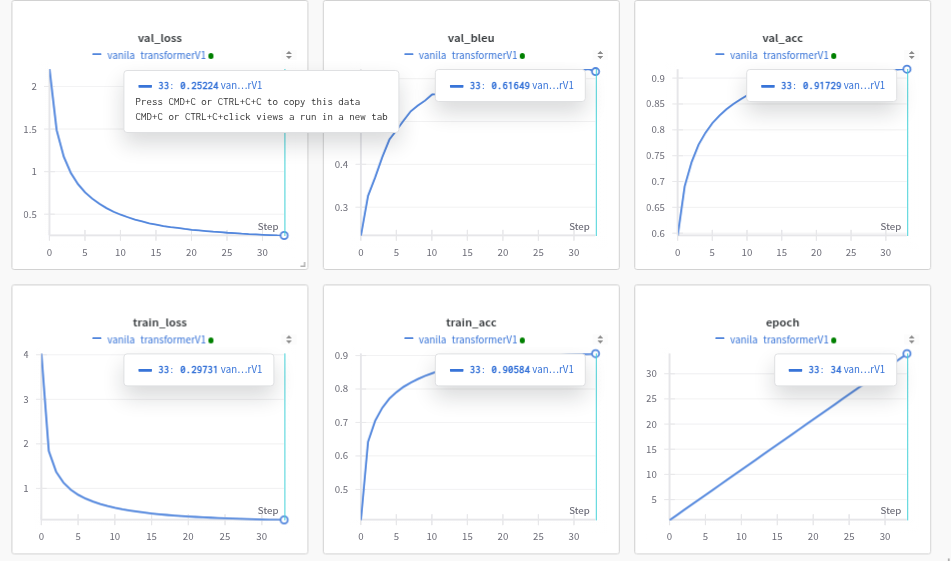 val_loss
vanila_transformerV1
2
1.5
1
0.5
33: 0.25224 van...rV1
Press CMD+C or CTRL+C+C to copy this data
CMD+C or CTRL+C+click views a run in a new tab
Step
0 5 10 15 20 25 30
val_bleu
vanila_transformerV1
0.4
0.3
33: 0.61649 van...rV1
Step
0 5 10 15 20 25 30
val_acc
vanila_transformerV1
0.9
0.85
0.8
0.75
0.7
0.65
0.6
33: 0.91729 van...rV1
Step
0 5 10 15 20 25 30
train_loss
vanila_transformerV1
4
3
2
1
33: 0.29731 van...rV1
Step
0 5 10 15 20 25 30
train_acc
vanila_transformerV1
0.9
0.8
0.7
0.6
0.5
33: 0.90584 van...rV1
Step
0 5 10 15 20 25 30
epoch
vanila_transformerV1
30
25
20
15
10
5
33: 34 van...rV1
Step
0 5 10 15 20 25 30